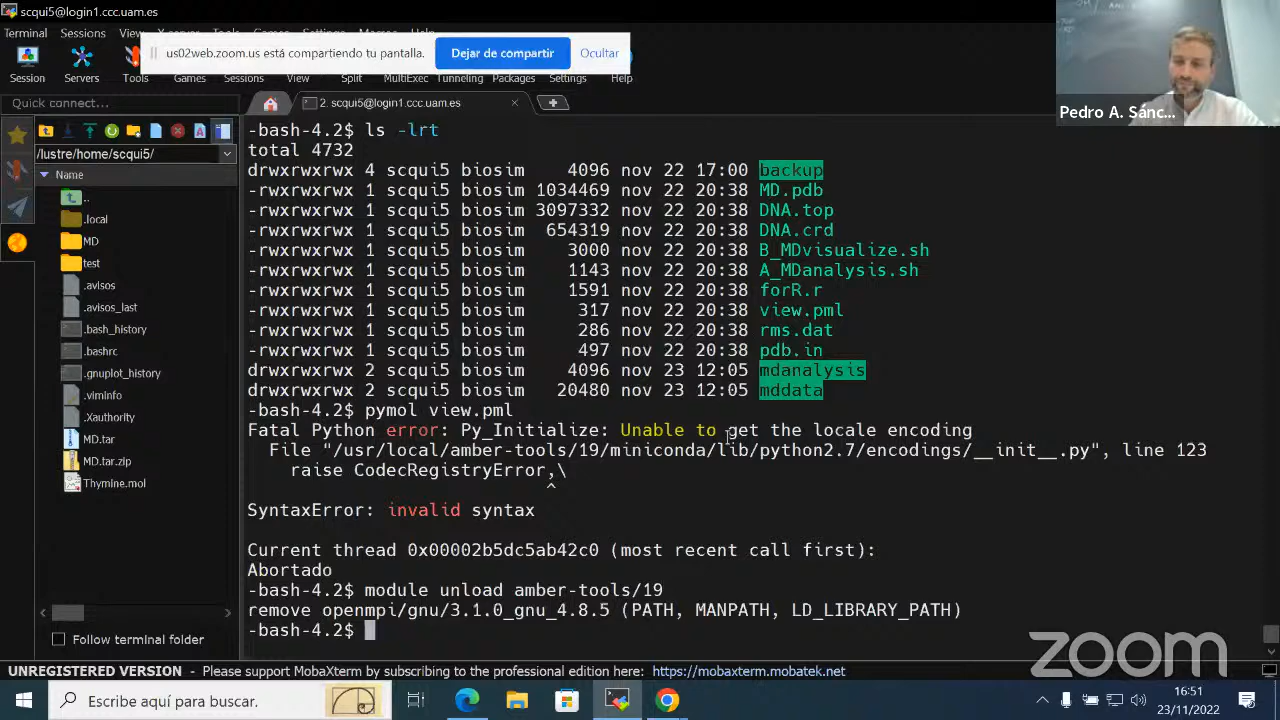 scqui5@login1.ccc.uam.es
Terminal Sessions View
us02web.zoom.us está compartiendo tu pantalla. Dejar de compartir Ocultar
Session Servers Tools Games Sessions View Split MultiExec Tunneling Packages Settings Help
Pedro A. Sánc...
Quick connect...
2. scqui5@login1.ccc.uam.es
/lustre/home/scqui5/
Name
..
.local
MD
test
.avisos
.avisos_last
.bash_history
.bashrc
.gnuplot_history
.viminfo
.Xauthority
MD.tar
MD.tar.zip
Thymine.mol
Follow terminal folder
-bash-4.2$ ls -lrt
total 4732
drwxrwxrwx 4 scqui5 biosim 4096 nov 22 17:00 backup
-rwxrwxrwx 1 scqui5 biosim 1034469 nov 22 20:38 MD.pdb
-rwxrwxrwx 1 scqui5 biosim 3097332 nov 22 20:38 DNA.top
-rwxrwxrwx 1 scqui5 biosim 654319 nov 22 20:38 DNA.crd
-rwxrwxrwx 1 scqui5 biosim 3000 nov 22 20:38 B_MDvisualize.sh
-rwxrwxrwx 1 scqui5 biosim 1143 nov 22 20:38 A_MDanalysis.sh
-rwxrwxrwx 1 scqui5 biosim 1591 nov 22 20:38 forR.r
-rwxrwxrwx 1 scqui5 biosim 317 nov 22 20:38 view.pml
-rwxrwxrwx 1 scqui5 biosim 286 nov 22 20:38 rms.dat
-rwxrwxrwx 1 scqui5 biosim 497 nov 22 20:38 pdb.in
drwxrwxrwx 2 scqui5 biosim 4096 nov 23 12:05 mdanalysis
drwxrwxrwx 2 scqui5 biosim 20480 nov 23 12:05 mddata
-bash-4.2$ pymol view.pml
Fatal Python error: Py_Initialize: Unable to get the locale encoding
File "/usr/local/amber-tools/19/miniconda/lib/python2.7/encodings/__init__.py", line 123
raise CodecRegistryError,\
^
SyntaxError: invalid syntax
Current thread 0x00002b5dc5ab42c0 (most recent call first):
Abortado
-bash-4.2$ module unload amber-tools/19
remove openmpi/gnu/3.1.0_gnu_4.8.5 (PATH, MANPATH, LD_LIBRARY_PATH)
-bash-4.2$
zoom
UNREGISTERED VERSION - Please support MobaXterm by subscribing to the professional edition here: https://mobaxterm.mobatek.net
Escribe aquí para buscar.
16:51
23/11/2022